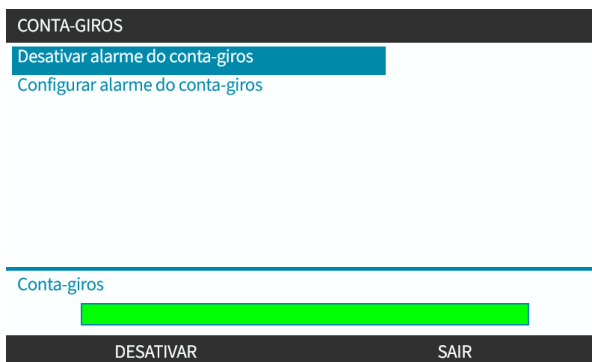 CONTA-GIROS
Desativar alarme do conta-giros
Configurar alarme do conta-giros
Conta-giros
DESATIVAR SAIR